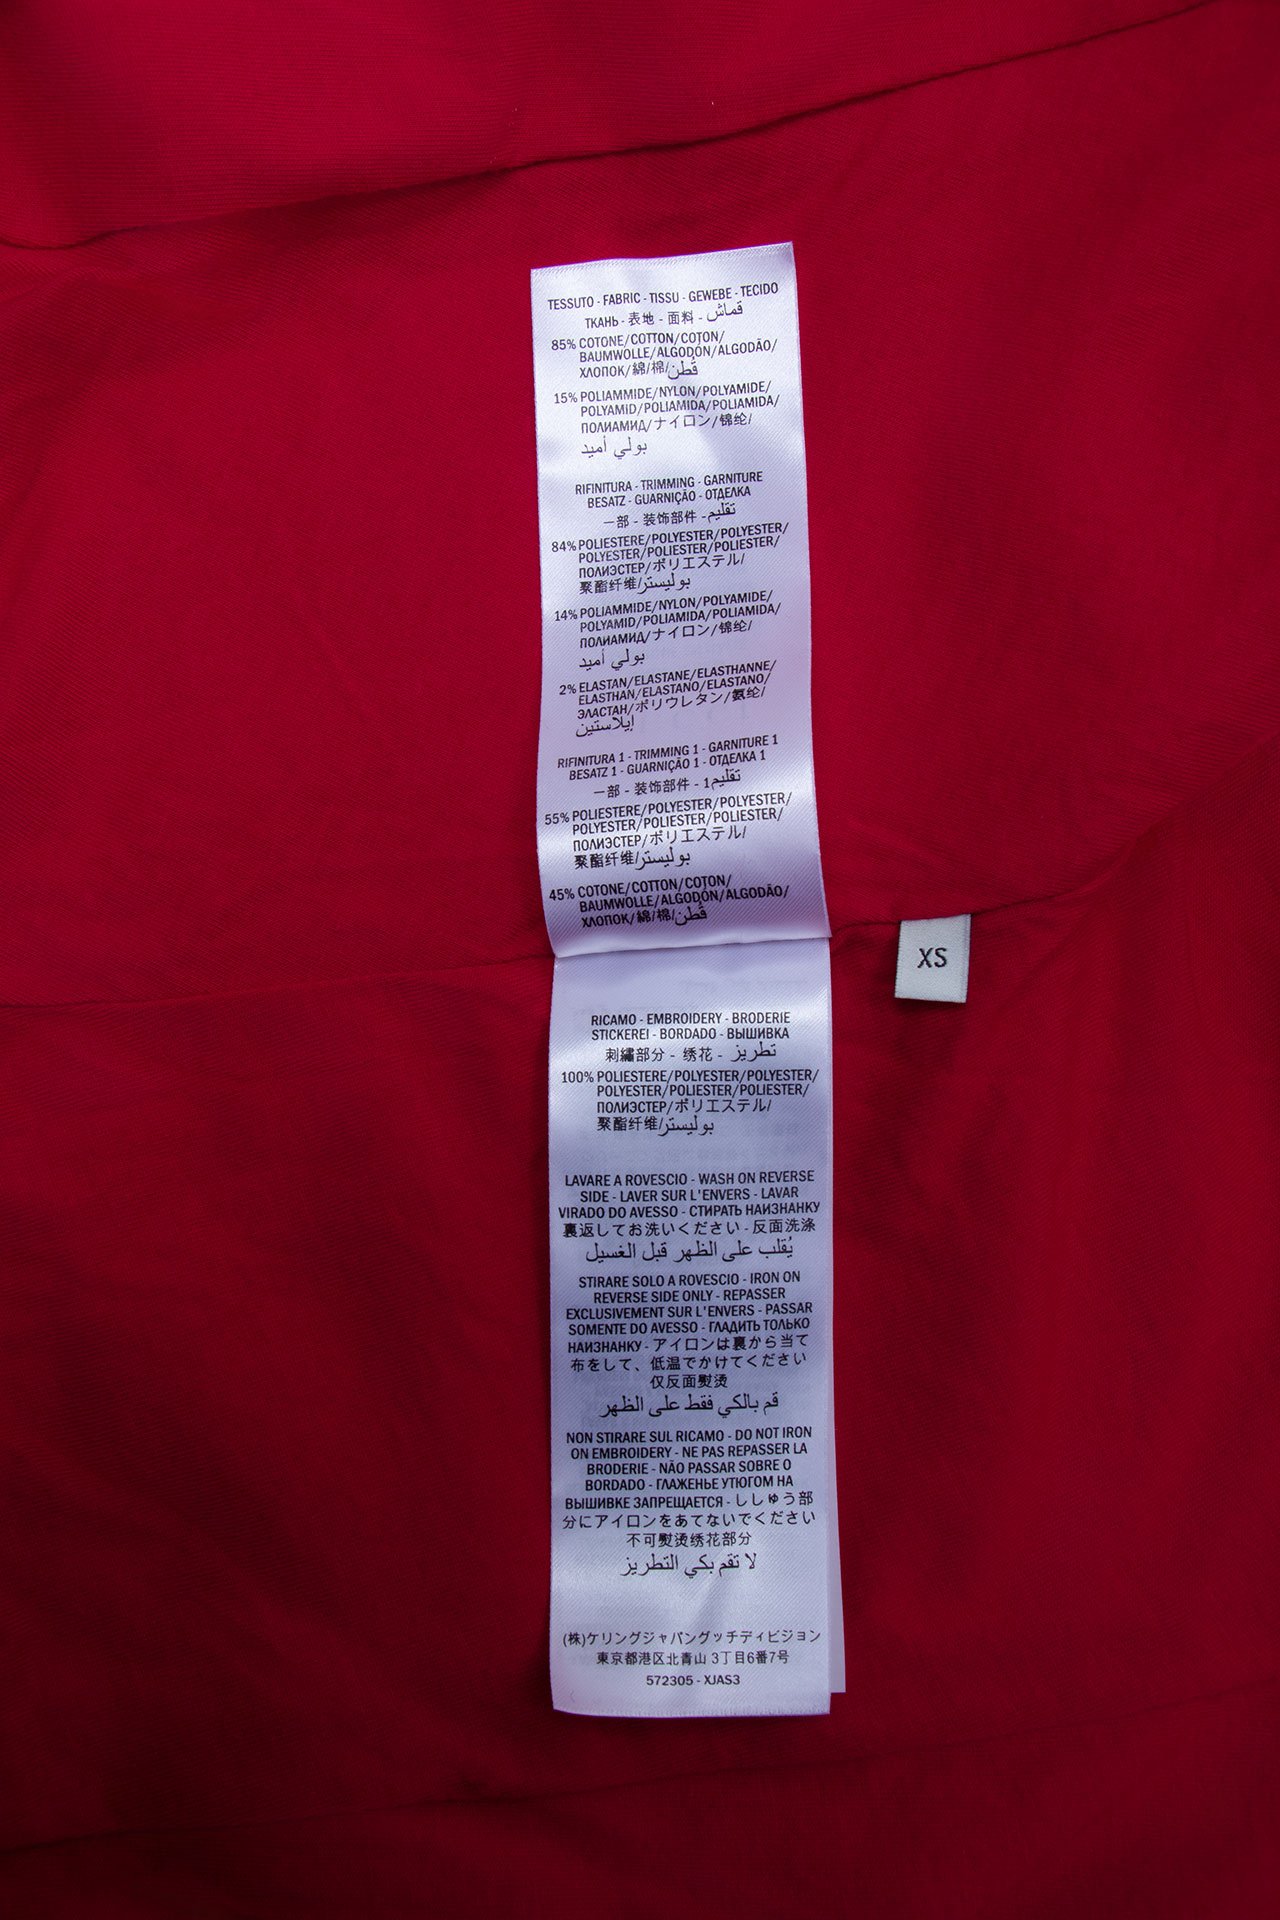 TESSUTO - FABRIC - TISSU - GEWEBE - TECIDO
ТКАНЬ - 表地 - 面料 - قماش
85% COTONE/COTTON/COTON/
BAUMWOLLE/ALGODÓN/ALGODÃO/
ХЛОПОК/綿/棉/قُطن
15% POLIAMMIDE/NYLON/POLYAMIDE/
POLYAMID/POLIAMIDA/POLIAMIDA/
ПОЛИАМИД/ナイロン/锦纶/
بولي أميد
RIFINITURA - TRIMMING - GARNITURE
BESATZ - GUARNIÇÃO - ОТДЕЛКА
一部 - 装饰部件 - تقليم
84% POLIESTERE/POLYESTER/POLYESTER/
POLYESTER/POLIESTER/POLIESTER/
ПОЛИЭСТЕР/ポリエステル/
聚酯纤维/بوليستر
14% POLIAMMIDE/NYLON/POLYAMIDE/
POLYAMID/POLIAMIDA/POLIAMIDA/
ПОЛИАМИД/ナイロン/锦纶/
بولي أميد
2% ELASTAN/ELASTANE/ELASTHANNE/
ELASTHAN/ELASTANO/ELASTANO/
ЭЛАСТАН/ポリウレタン/氨纶/
إيلاستين
RIFINITURA 1 - TRIMMING 1 - GARNITURE 1
BESATZ 1 - GUARNIÇÃO 1 - ОТДЕЛКА 1
一部 - 装饰部件 - 1 تقليم
55% POLIESTERE/POLYESTER/POLYESTER/
POLYESTER/POLIESTER/POLIESTER/
ПОЛИЭСТЕР/ポリエステル/
聚酯纤维/بوليستر
45% COTONE/COTTON/COTON/
BAUMWOLLE/ALGODÓN/ALGODÃO/
ХЛОПОК/綿/棉/قُطن
XS
RICAMO - EMBROIDERY - BRODERIE
STICKEREI - BORDADO - ВЫШИВКА
刺繡部分 - 绣花 - تطريز
100% POLIESTERE/POLYESTER/POLYESTER/
POLYESTER/POLIESTER/POLIESTER/
ПОЛИЭСТЕР/ポリエステル/
聚酯纤维/بوليستر
LAVARE A ROVESCIO - WASH ON REVERSE
SIDE - LAVER SUR L'ENVERS - LAVAR
VIRADO DO AVESSO - СТИРАТЬ НАИЗНАНКУ
裏返してお洗いください - 反面洗涤
يُقلب على الظهر قبل الغسيل
STIRARE SOLO A ROVESCIO - IRON ON
REVERSE SIDE ONLY - REPASSER
EXCLUSIVEMENT SUR L'ENVERS - PASSAR
SOMENTE DO AVESSO - ГЛАДИТЬ ТОЛЬКО
НАИЗНАНКУ - アイロンは裏から当て
布をして、低温でかけてください
仅反面熨烫
قم بالكي فقط على الظهر
NON STIRARE SUL RICAMO - DO NOT IRON
ON EMBROIDERY - NE PAS REPASSER LA
BRODERIE - NÃO PASSAR SOBRE O
BORDADO - ГЛАЖЕНЬЕ УТЮГОМ НА
ВЫШИВКЕ ЗАПРЕЩАЕТСЯ - ししゅう部
分にアイロンをあてないでください
不可熨烫绣花部分
لا تقم بكي التطريز
(株)ケリングジャパングッチディビジョン
東京都港区北青山 3丁目6番7号
572305 - XJAS3